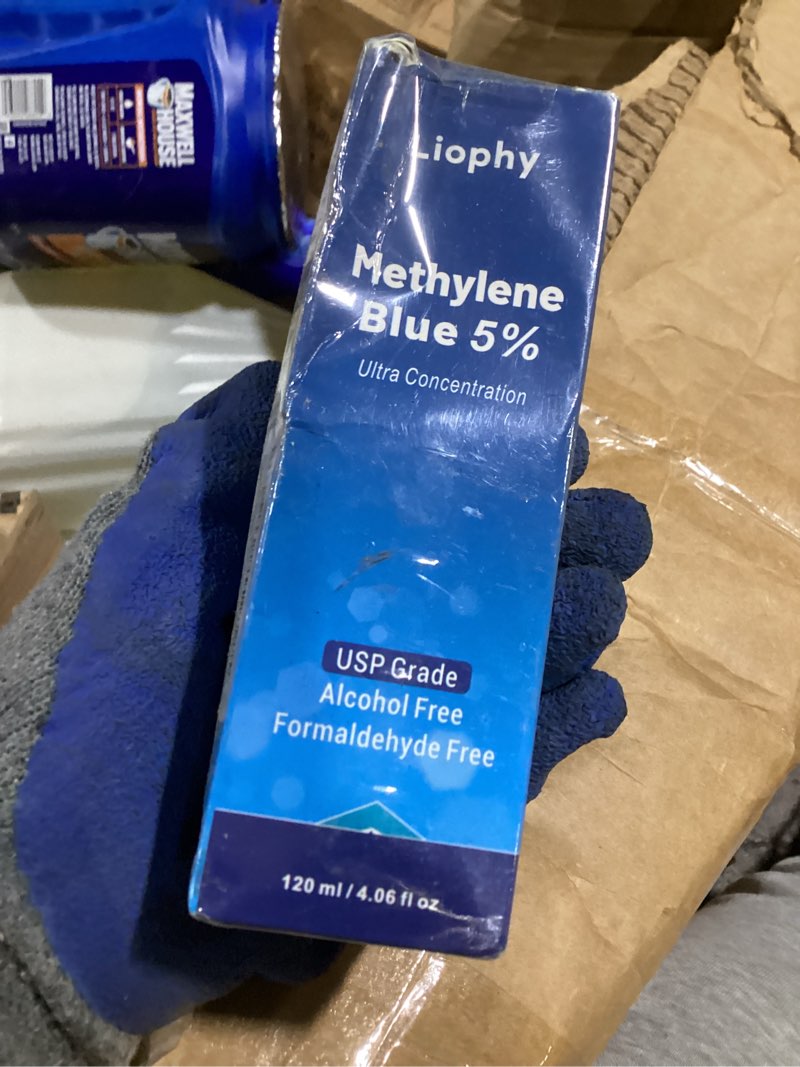 MAXWELL
HOUSE
Liophy
Methylene
Blue 5%
Ultra Concentration
USP Grade
Alcohol Free
Formaldehyde Free
120 ml / 4.06 fl oz